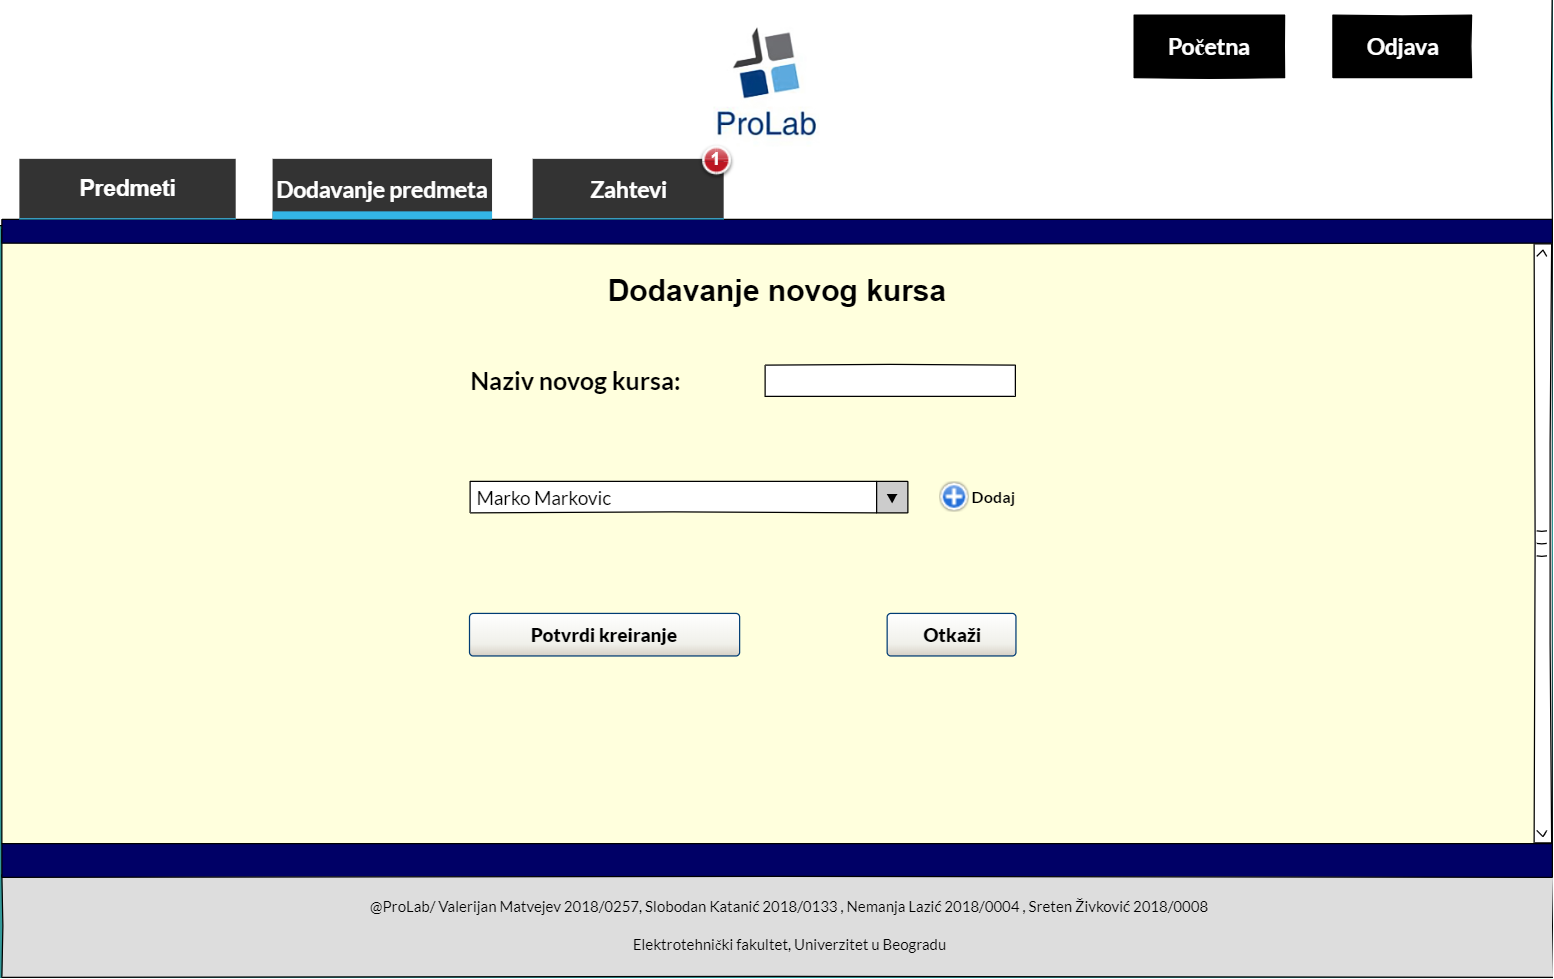 Početna
Odjava
ProLab
Predmeti
Dodavanje predmeta
Zahtevi
1
Dodavanje novog kursa
Naziv novog kursa:
Marko Markovic
Dodaj
Potvrdi kreiranje
Otkaži
@ProLab/ Valerijan Matvejev 2018/0257, Slobodan Katanić 2018/0133 , Nemanja Lazić 2018/0004 , Sreten Živković 2018/0008
Elektrotehnički fakultet, Univerzitet u Beogradu